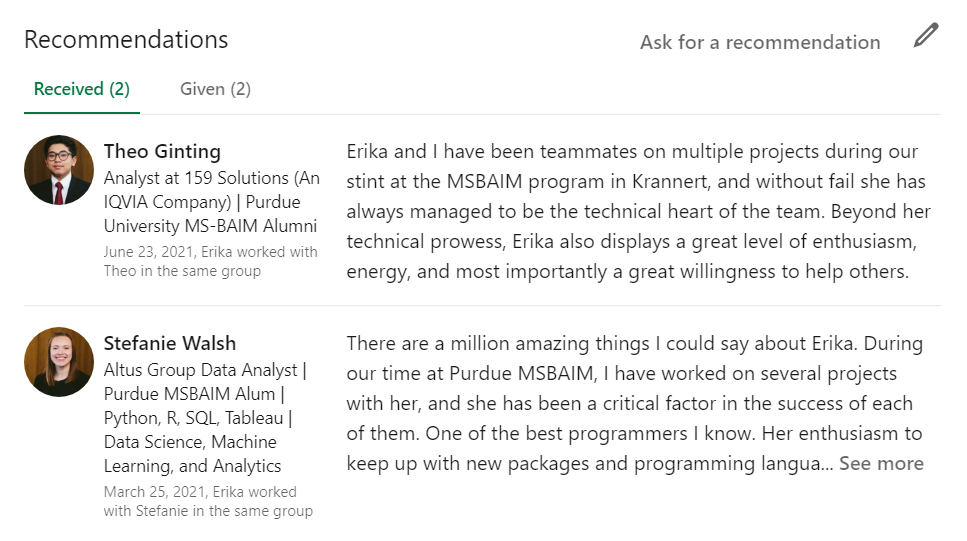 Recommendations
Ask for a recommendation
Received (2)
Given (2)
Theo Ginting
Analyst at 159 Solutions (An
IQVIA Company) | Purdue
University MS-BAIM Alumni
June 23, 2021, Erika worked with
Theo in the same group
Erika and I have been teammates on multiple projects during our
stint at the MSBAIM program in Krannert, and without fail she has
always managed to be the technical heart of the team. Beyond her
technical prowess, Erika also displays a great level of enthusiasm,
energy, and most importantly a great willingness to help others.
Stefanie Walsh
Altus Group Data Analyst |
Purdue MSBAIM Alum |
Python, R, SQL, Tableau |
Data Science, Machine
Learning, and Analytics
March 25, 2021, Erika worked
with Stefanie in the same group
There are a million amazing things I could say about Erika. During
our time at Purdue MSBAIM, I have worked on several projects
with her, and she has been a critical factor in the success of each
of them. One of the best programmers I know. Her enthusiasm to
keep up with new packages and programming langua... See more